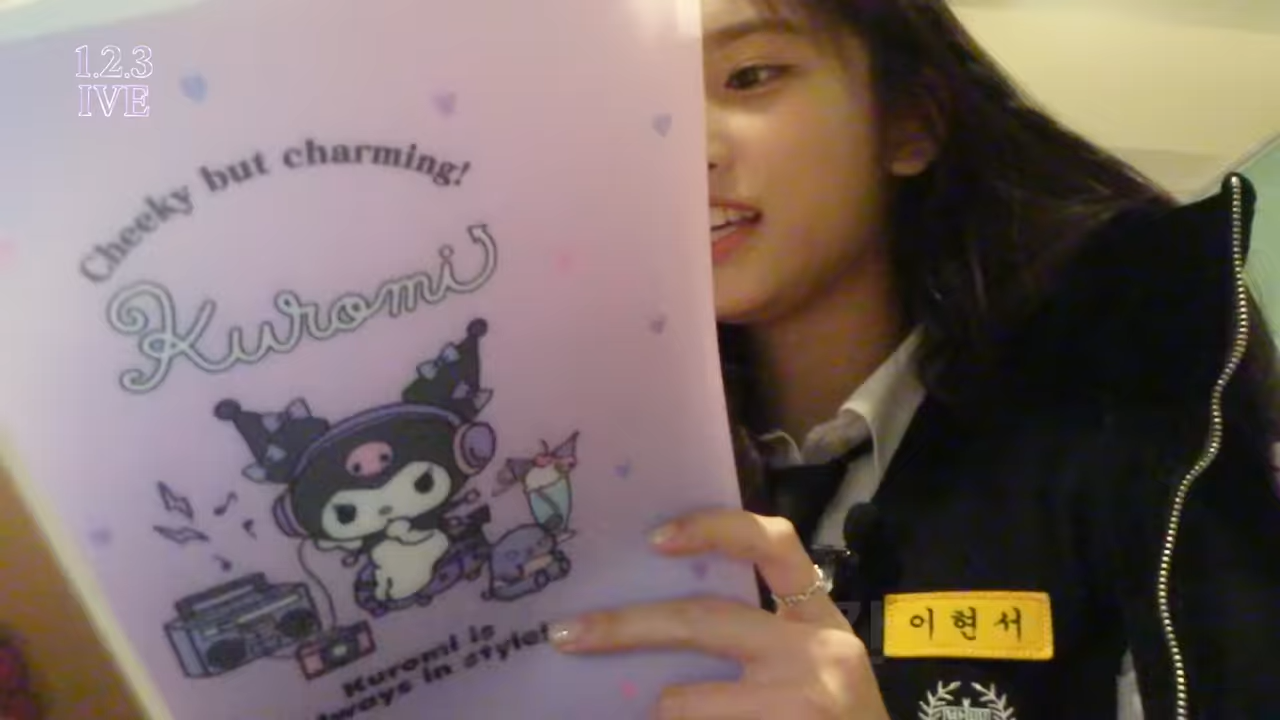 1.2.3
IVE
Cheeky but charming!
Kuromi
Kuromi is
always in style!
이현서